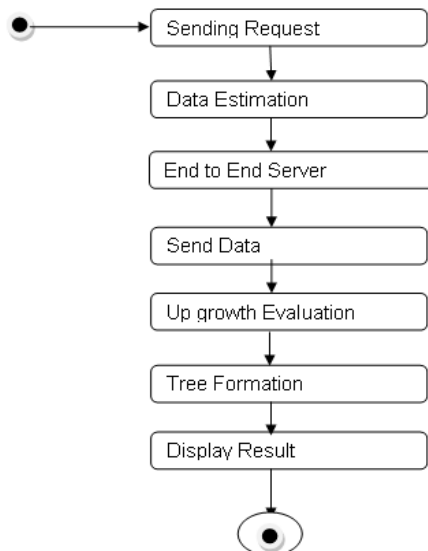 Sending Request
Data Estimation
End to End Server
Send Data
Up growth Evaluation
Tree Formation
Display Result